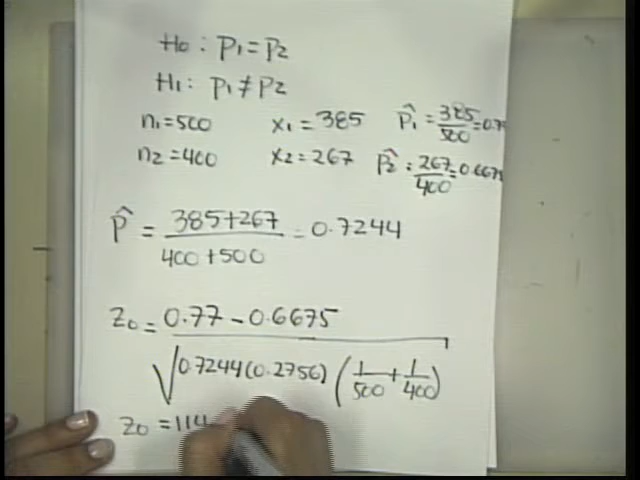 H0 : P1 = P2
H1 : P1 ≠ P2
n1 = 500 x1 = 385 p̂1 = 385/500 = 0.7
n2 = 400 x2 = 267 p̂2 : 267/400 = 0.667
p̂ = 385+267 / 400+500 = 0.7244
Z0 = 0.77 - 0.6675
√0.7244(0.2756) (1/500 + 1/400)
Z0 =